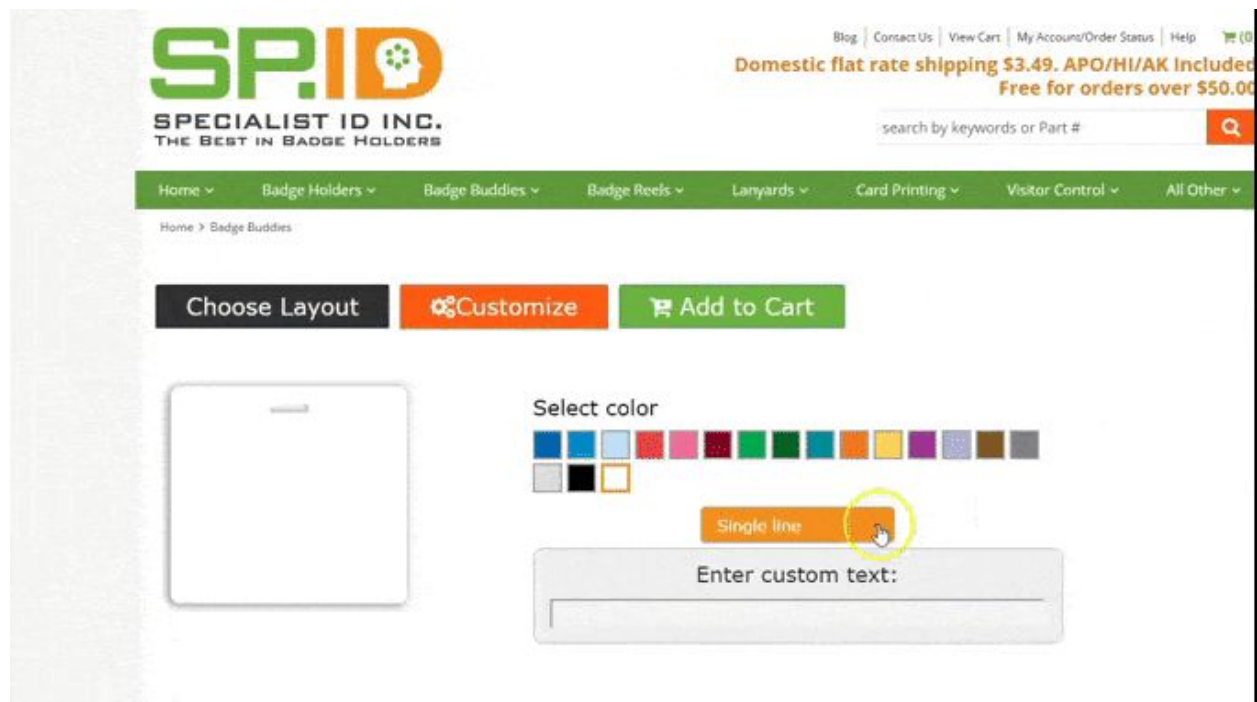 SP.ID
SPECIALIST ID INC.
THE BEST IN BADGE HOLDERS
Blog | Contact Us | View Cart | My Account/Order Status | Help (0
Domestic flat rate shipping $3.49. APO/HI/AK Included
Free for orders over $50.00
search by keywords or Part #
Home Badge Holders Badge Buddies Badge Reels Lanyards Card Printing Visitor Control All Other
Home > Badge Buddies
Choose Layout Customize Add to Cart
Select color
Single line
Enter custom text: